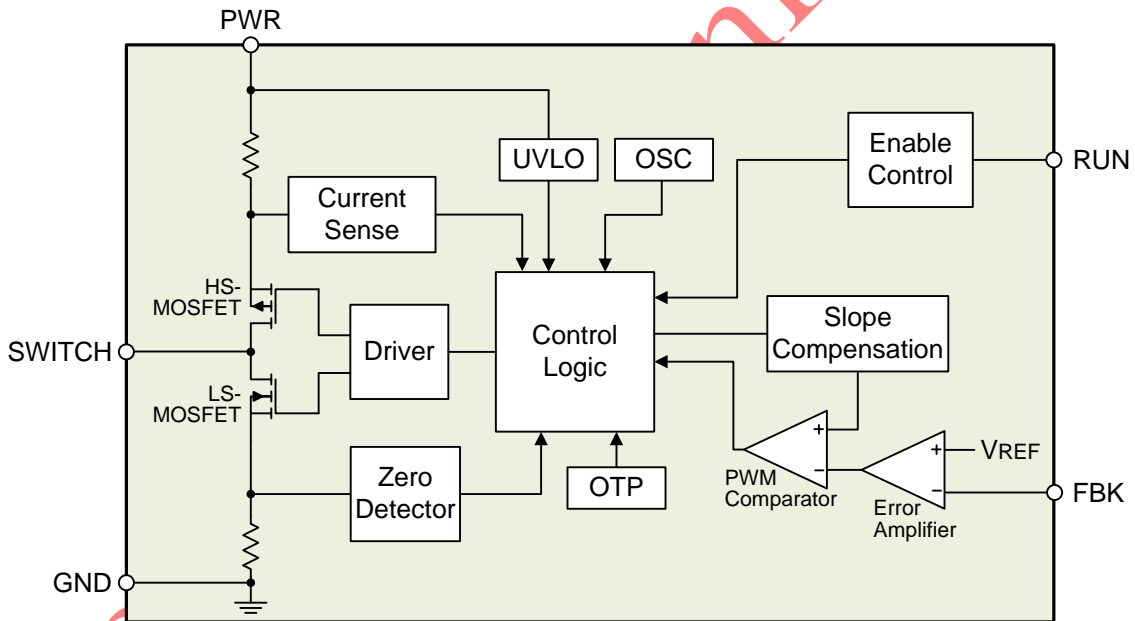 PWR
UVLO
OSC
Enable
Control
RUN
Current
Sense
HS-
MOSFET
SWITCH
Driver
Control
Logic
Slope
Compensation
LS-
MOSFET
+
−
PWM
Comparator
+
−
VREF
Error
Amplifier
FBK
Zero
Detector
OTP
GND